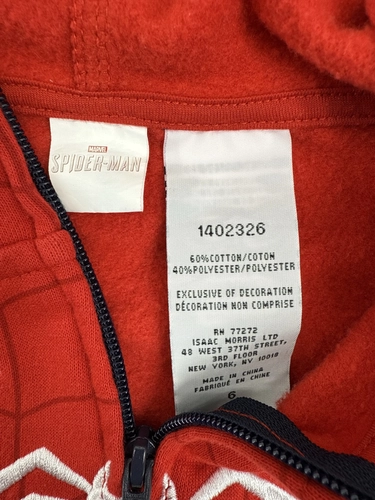 MARVEL
SPIDER-MAN
1402326
60%COTTON/COTON
40%POLYESTER/POLYESTER
EXCLUSIVE OF DECORATION
DÉCORATION NON COMPRISE
RN 77272
ISAAC MORRIS LTD
48 WEST 37TH STREET,
3RD FLOOR
NEW YORK, NY 10018
MADE IN CHINA
FABRIQUÉ EN CHINE
6